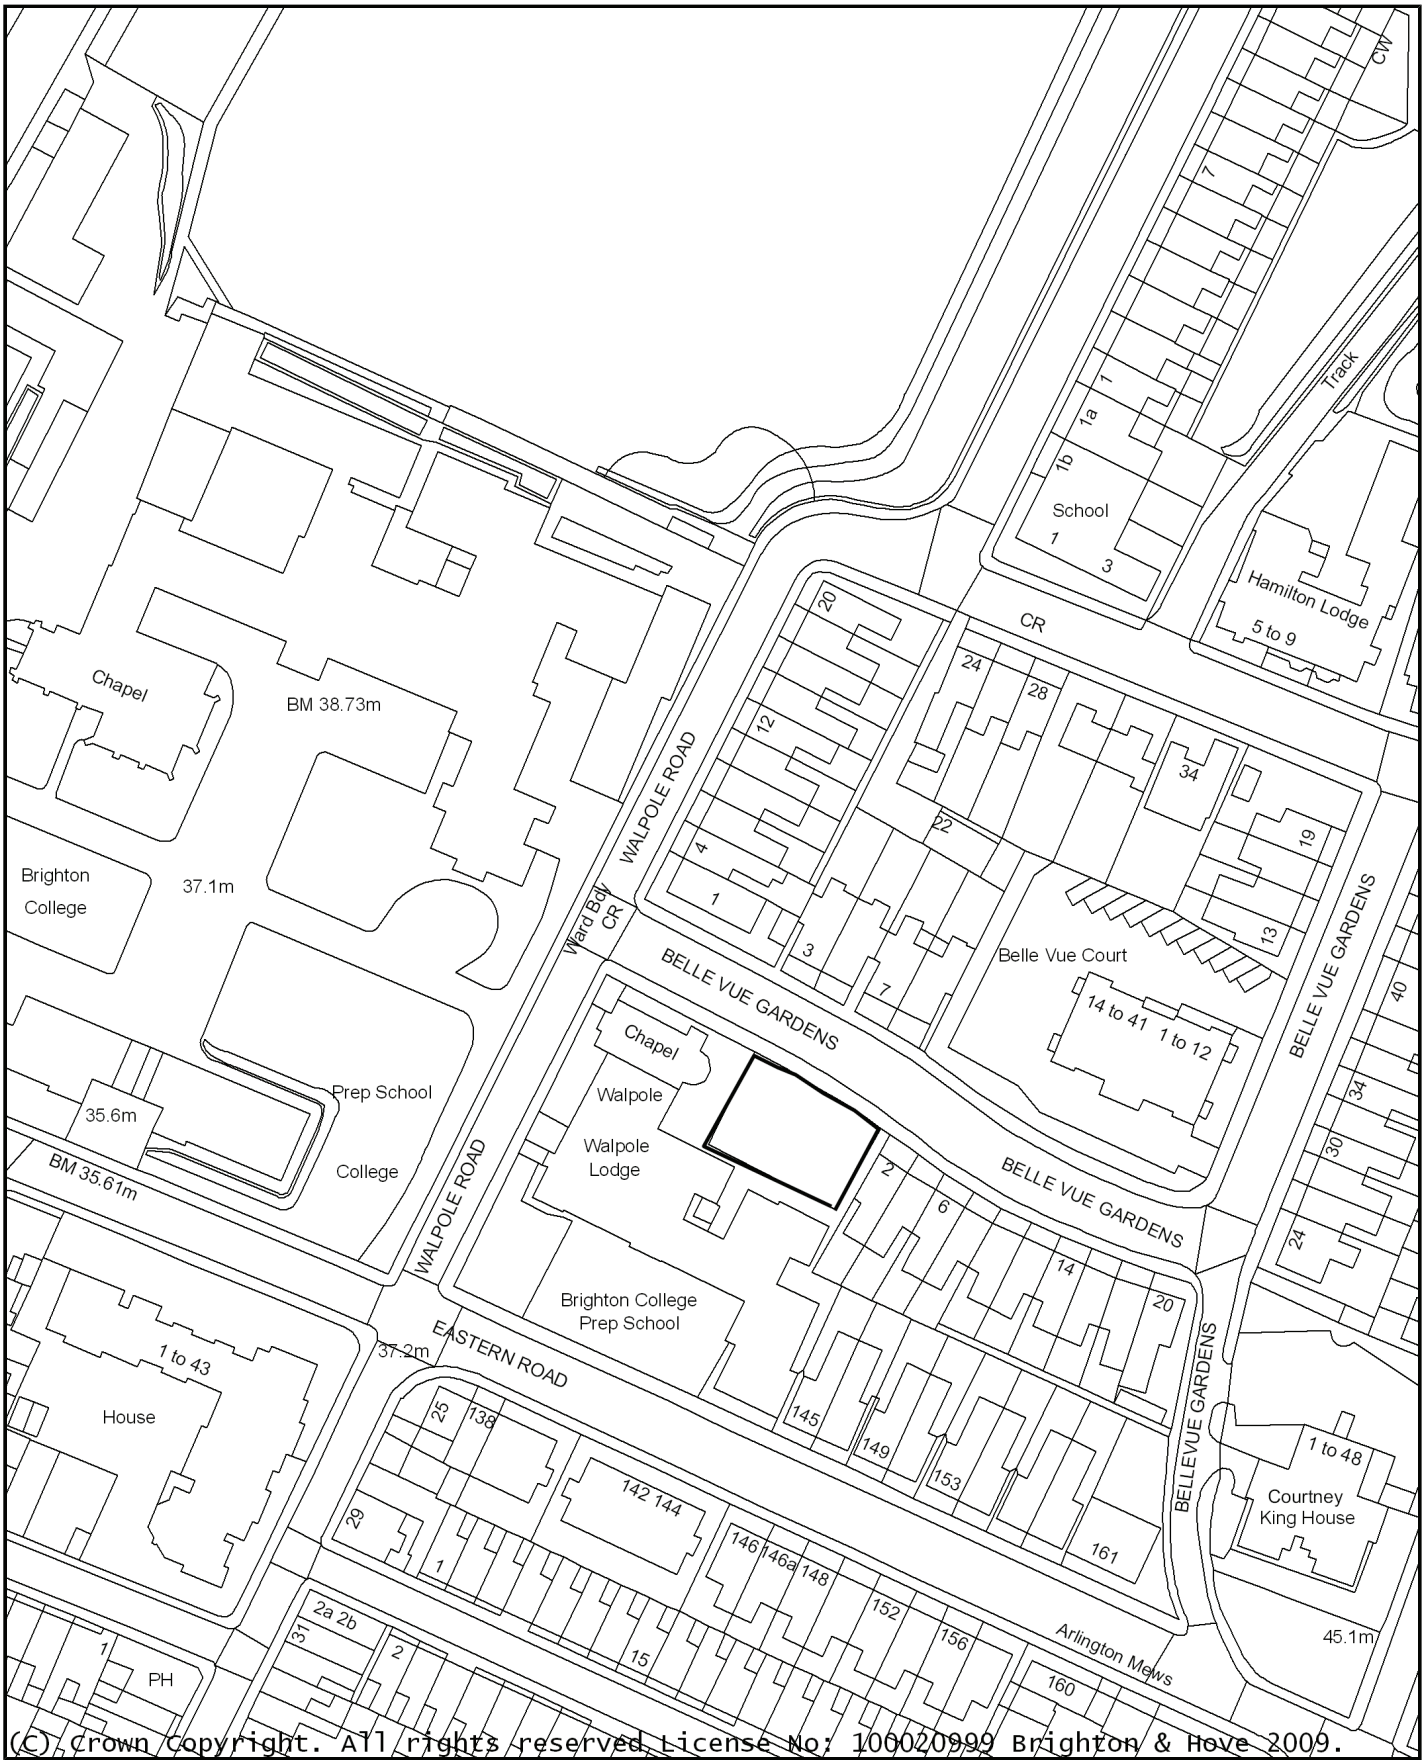 CW
7
Track
1
1a
1b
School
1
3
Hamilton Lodge
5 to 9
20
CR
Chapel
24
28
BM 38.73m
12
WALPOLE ROAD
34
22
19
4
Brighton
College
37.1m
1
Ward Bdy
CR
3
13
BELLE VUE GARDENS
Belle Vue Court
BELLE VUE GARDENS
7
40
14 to 41
1 to 12
Chapel
Walpole
Prep School
34
35.6m
Walpole
Lodge
30
BM 35.61m
College
2
BELLE VUE GARDENS
6
WALPOLE ROAD
24
14
20
Brighton College
Prep School
EASTERN ROAD
37.2m
1 to 43
House
BELLEVUE GARDENS
25
138
145
149
153
1 to 48
Courtney
King House
142 144
29
1
146
146a
148
161
152
156
2a 2b
31
2
15
Arlington Mews
45.1m
1
PH
160
(C) Crown Copyright. All rights reserved License No: 100020999 Brighton & Hove 2009.